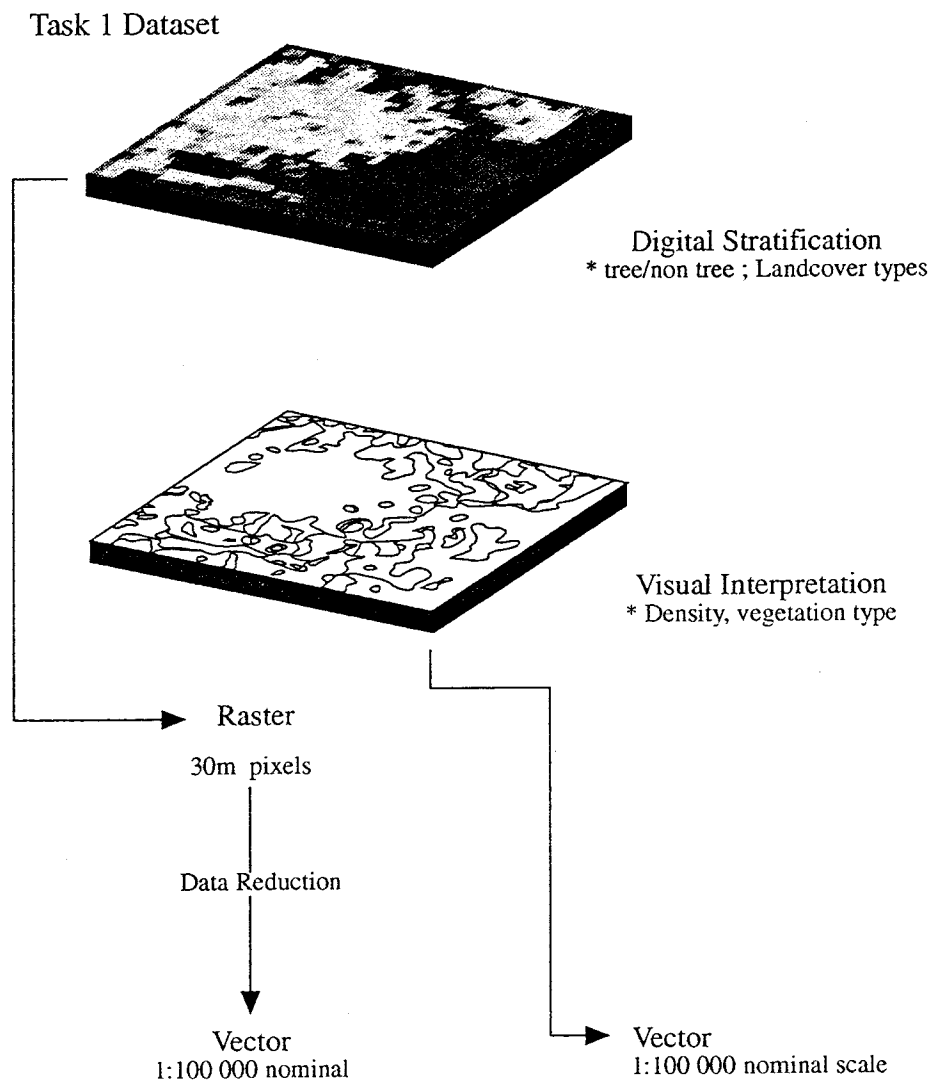 Task 1 Dataset
Digital Stratification
* tree/non tree ; Landcover types
Visual Interpretation
* Density, vegetation type
Raster
30m pixels
Data Reduction
Vector
1:100 000 nominal
Vector
1:100 000 nominal scale